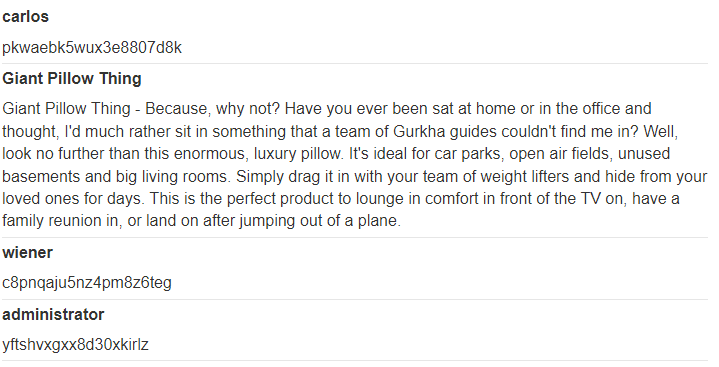 carlos
pkwaebk5wux3e8807d8k
Giant Pillow Thing
Giant Pillow Thing - Because, why not? Have you ever been sat at home or in the office and
thought, I'd much rather sit in something that a team of Gurkha guides couldn't find me in? Well,
look no further than this enormous, luxury pillow. It's ideal for car parks, open air fields, unused
basements and big living rooms. Simply drag it in with your team of weight lifters and hide from your
loved ones for days. This is the perfect product to lounge in comfort in front of the TV on, have a
family reunion in, or land on after jumping out of a plane.
wiener
c8pnqaju5nz4pm8z6teg
administrator
yftshvxgxx8d30xkirlz